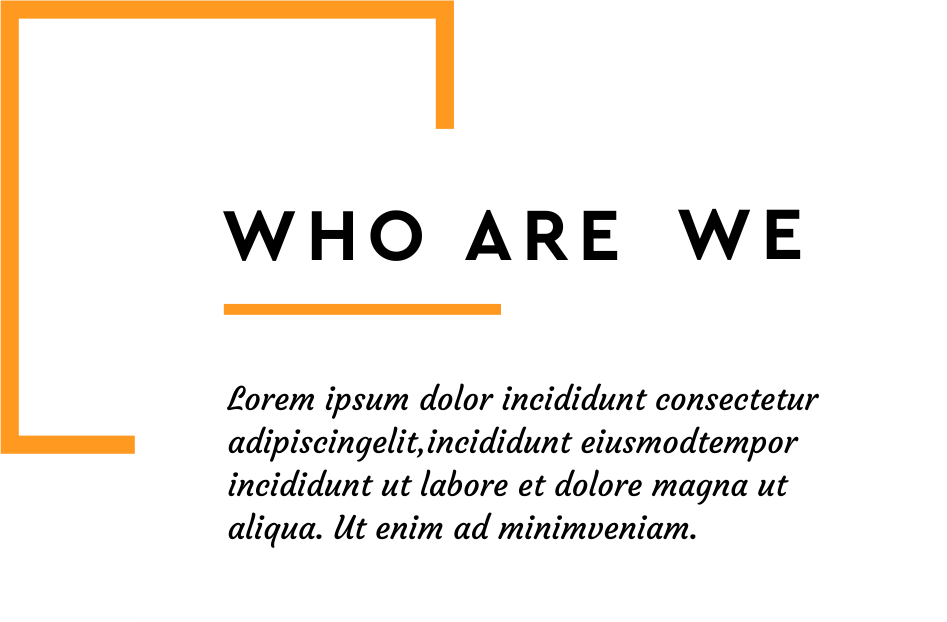 WHO ARE WE
Lorem ipsum dolor incididunt consectetur
adipiscingelit,incididunt eiusmodtempor
incididunt ut labore et dolore magna ut
aliqua. Ut enim ad minimveniam.